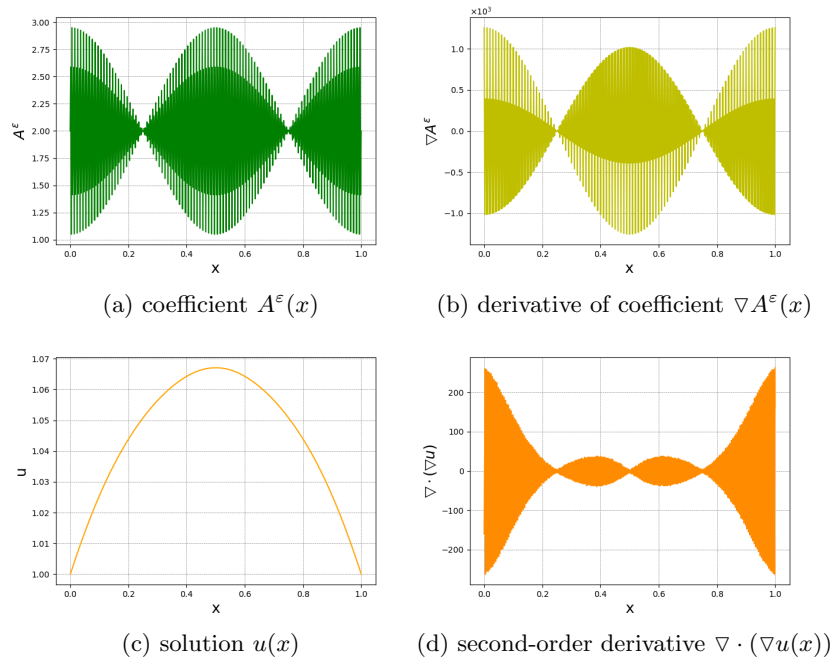 3.00
2.75
2.50
2.25
2.00
1.75
1.50
1.25
1.00
A^ε
0.0 0.2 0.4 0.6 0.8 1.0
x
(a) coefficient A^ε(x)
×10³
1.0
0.5
0.0
−0.5
−1.0
▽A^ε
0.0 0.2 0.4 0.6 0.8 1.0
x
(b) derivative of coefficient ▽A^ε(x)
1.07
1.06
1.05
1.04
1.03
1.02
1.01
1.00
u
0.0 0.2 0.4 0.6 0.8 1.0
x
(c) solution u(x)
200
100
0
−100
−200
▽ · (▽u)
0.0 0.2 0.4 0.6 0.8 1.0
x
(d) second-order derivative ▽ · (▽u(x))